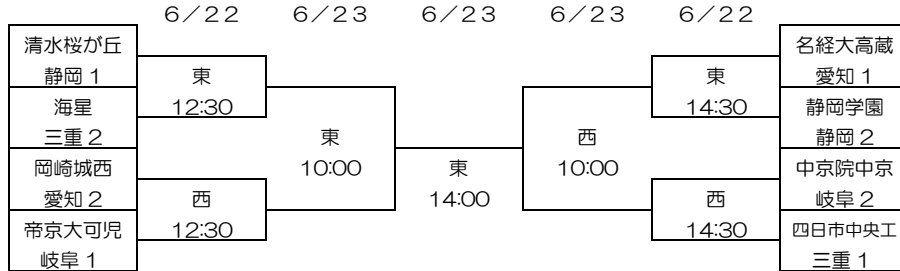 6/22 6/23 6/23 6/23 6/22
清水桜が丘 名経大高蔵
静岡1 東 東 愛知1
海星 12:30 14:30 静岡学園
三重2 東 西 静岡2
岡崎城西 10:00 東 10:00 中京院中京
愛知2 西 14:00 西 岐阜2
帝京大可児 12:30 14:30 四日市中央工
岐阜1 三重1